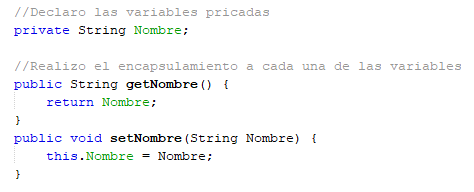 //Declaro las variables pricadas
private String Nombre;
//Realizo el encapsulamiento a cada una de las variables
public String getNombre() {
return Nombre;
}
public void setNombre(String Nombre) {
this.Nombre = Nombre;
}